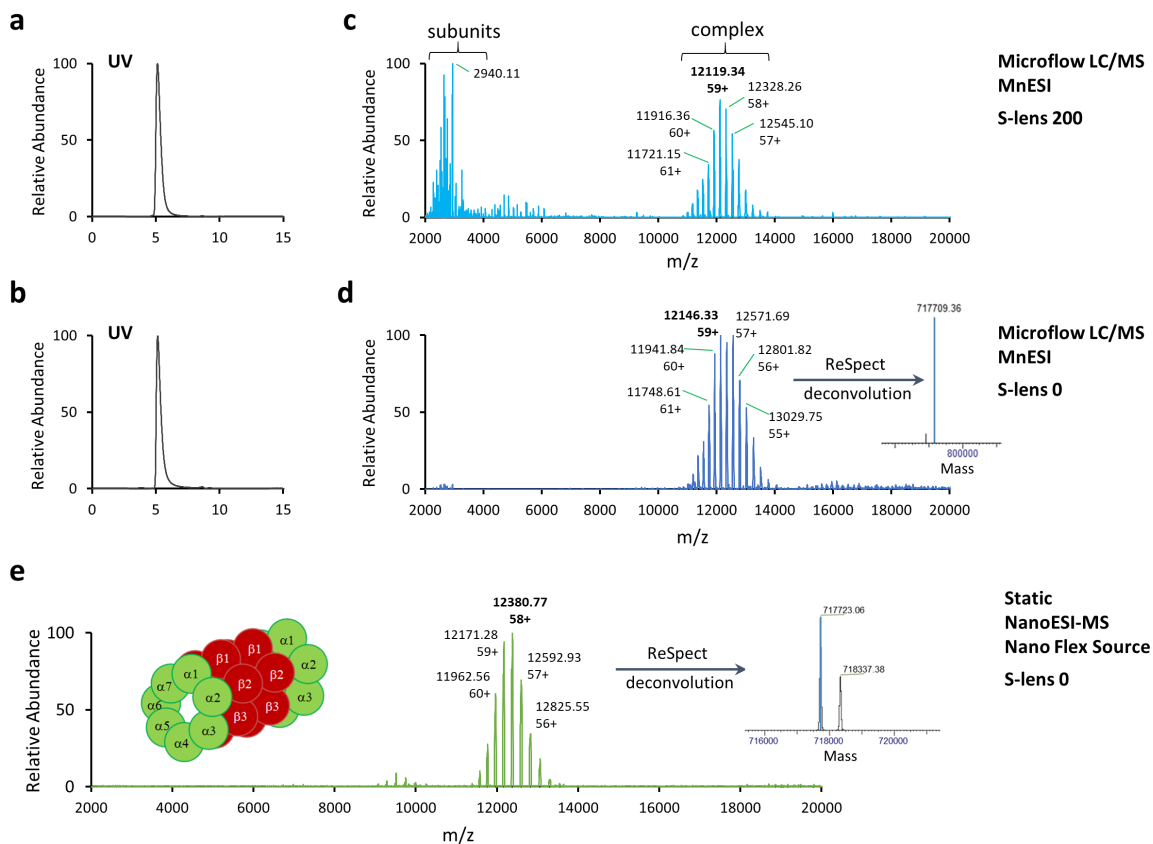 a
UV
100
50
0
Relative Abundance
0 5 10 15
b
UV
100
50
0
Relative Abundance
0 5 10 15
c
subunits
complex
2940.11
12119.34
59+
12328.26
58+
11916.36
60+
12545.10
57+
11721.15
61+
100
50
0
Relative Abundance
2000 4000 6000 8000 10000 12000 14000 16000 18000 20000
m/z
Microflow LC/MS
MnESI
S-lens 200
d
12146.33
59+
12571.69
57+
11941.84
60+
12801.82
56+
11748.61
61+
13029.75
55+
100
50
0
Relative Abundance
2000 4000 6000 8000 10000 12000 14000 16000 18000 20000
m/z
ReSpect
deconvolution
717709.36
800000
Mass
Microflow LC/MS
MnESI
S-lens 0
e
12380.77
58+
12171.28
59+
12592.93
57+
11962.56
60+
12825.55
56+
100
50
0
Relative Abundance
2000 4000 6000 8000 10000 12000 14000 16000 18000 20000
m/z
β1 α1
β1
α1 α2
α7 β2 β2
α6 α2 α3
α5 β3 β3
α4 α3
ReSpect
deconvolution
717723.06
718337.38
716000 718000 720000
Mass
Static
NanoESI-MS
Nano Flex Source
S-lens 0